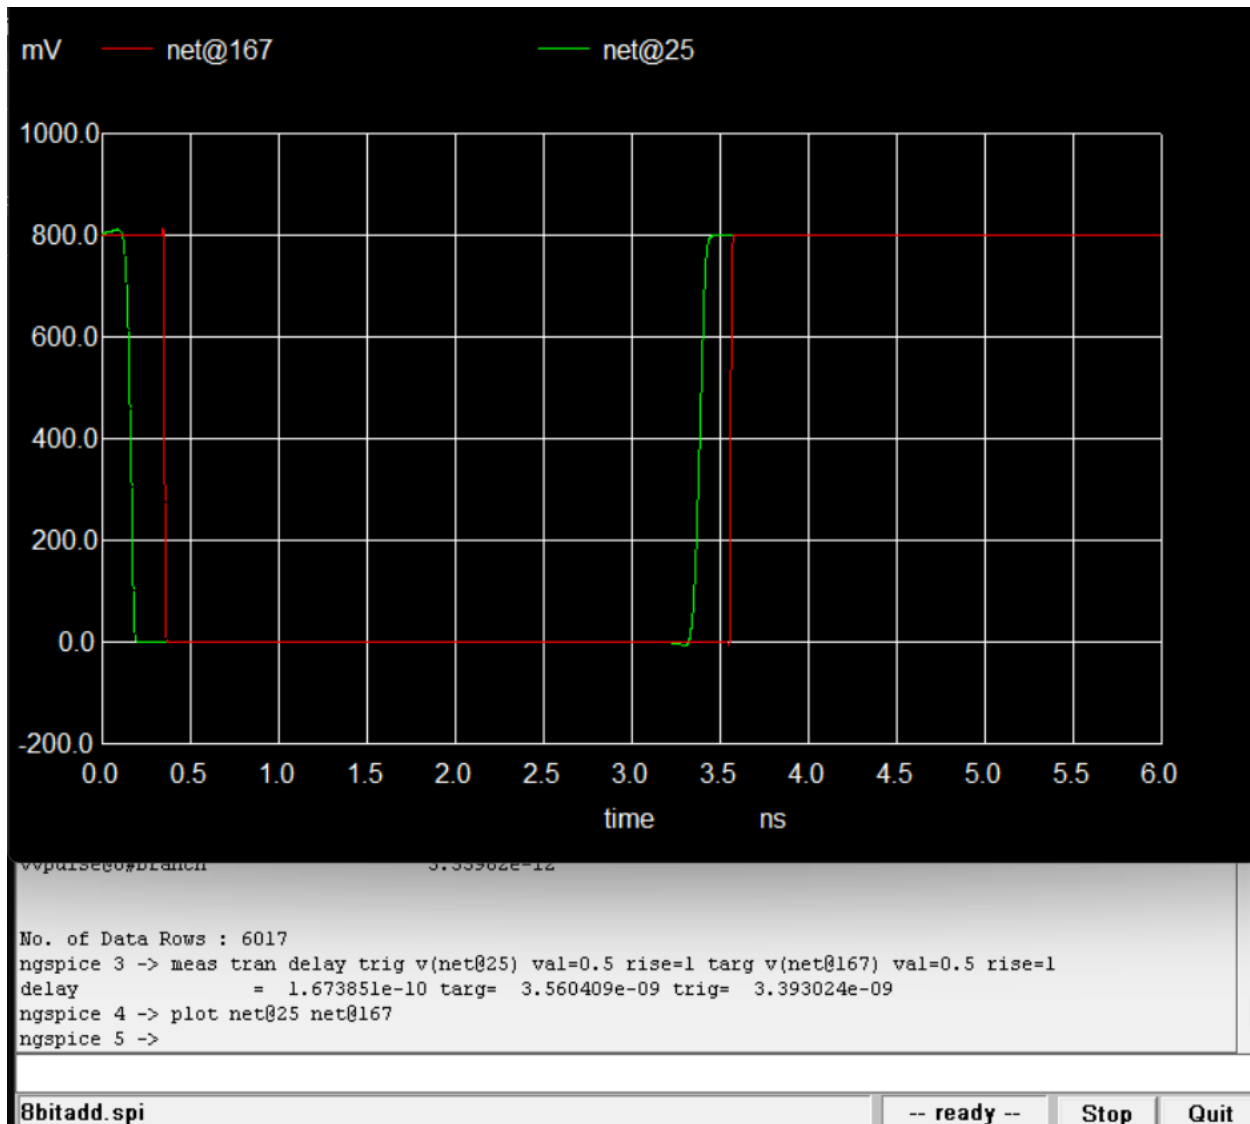 mV net@167 net@25
1000.0
800.0
600.0
400.0
200.0
0.0
-200.0
0.0 0.5 1.0 1.5 2.0 2.5 3.0 3.5 4.0 4.5 5.0 5.5 6.0
time ns
No. of Data Rows : 6017
ngspice 3 -> meas tran delay trig v(net@25) val=0.5 rise=1 targ v(net@167) val=0.5 rise=1
delay = 1.673851e-10 targ= 3.560409e-09 trig= 3.393024e-09
ngspice 4 -> plot net@25 net@167
ngspice 5 ->
8bitadd.spi -- ready -- Stop Quit